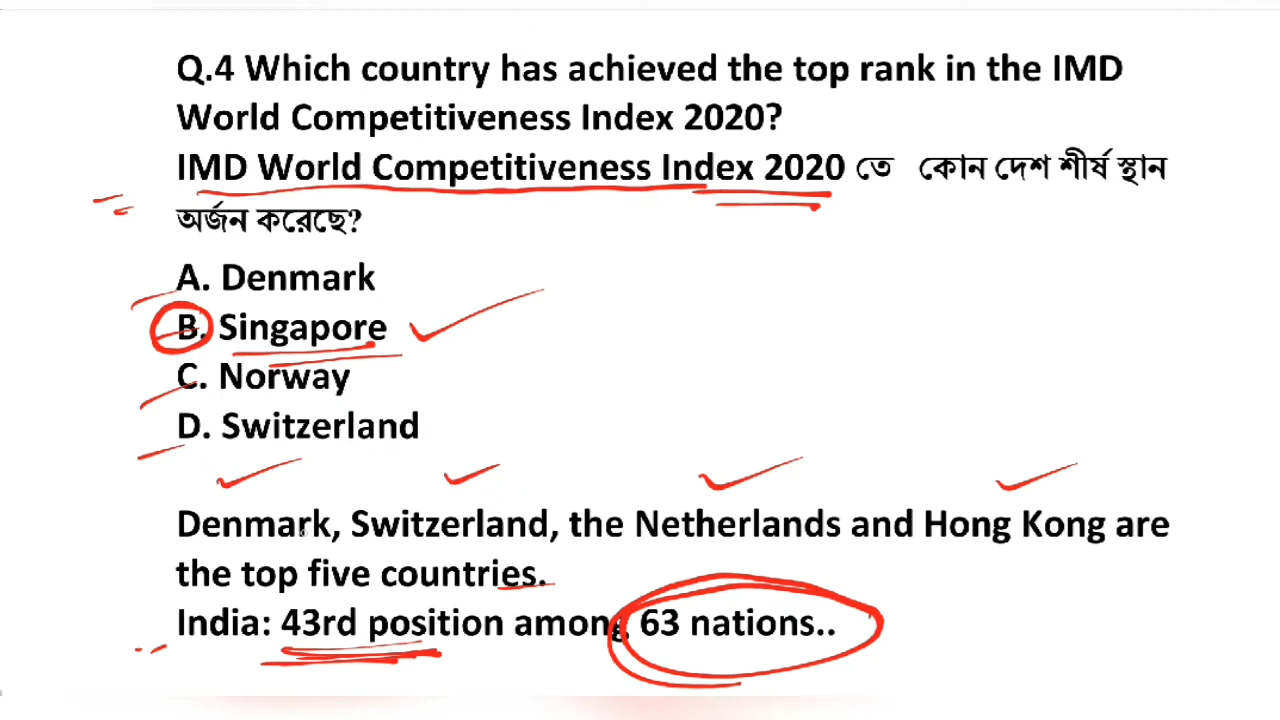 Q.4 Which country has achieved the top rank in the IMD
World Competitiveness Index 2020?
IMD World Competitiveness Index 2020 তে কোন দেশ শীর্ষ স্থান
অর্জন করেছে?
A. Denmark
B. Singapore
C. Norway
D. Switzerland
Denmark, Switzerland, the Netherlands and Hong Kong are
the top five countries.
India: 43rd position among 63 nations..